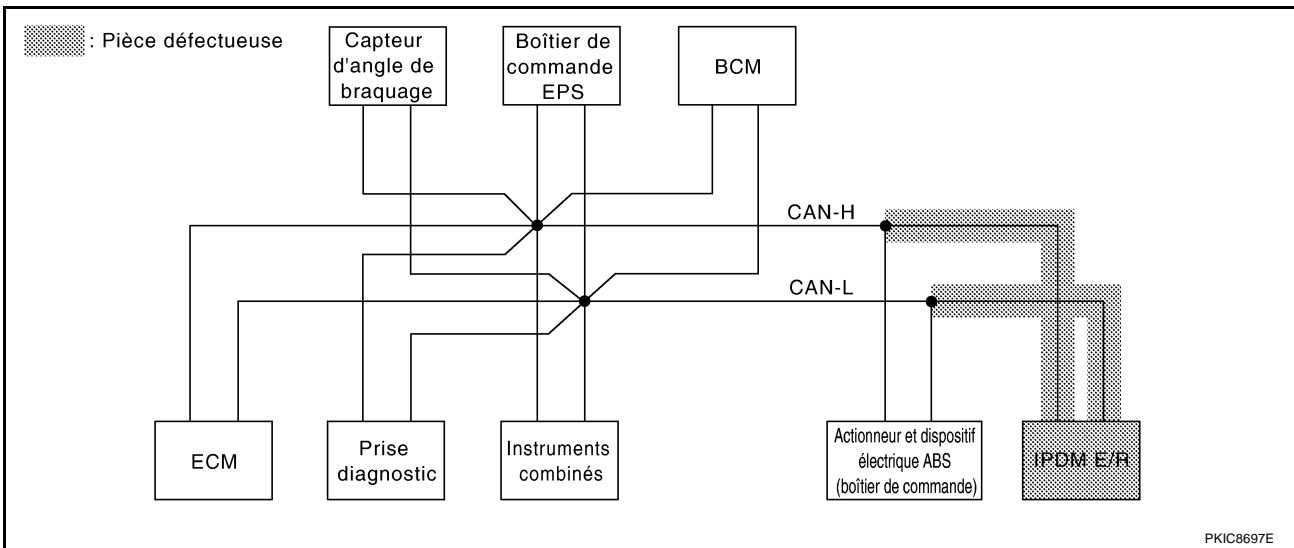 : Pièce défectueuse
Capteur
d'angle de
braquage
Boîtier de
commande
EPS
BCM
CAN-H
CAN-L
ECM
Prise
diagnostic
Instruments
combinés
Actionneur et dispositif
électrique ABS
(boîtier de commande)
IPDM E/R
PKIC8697E